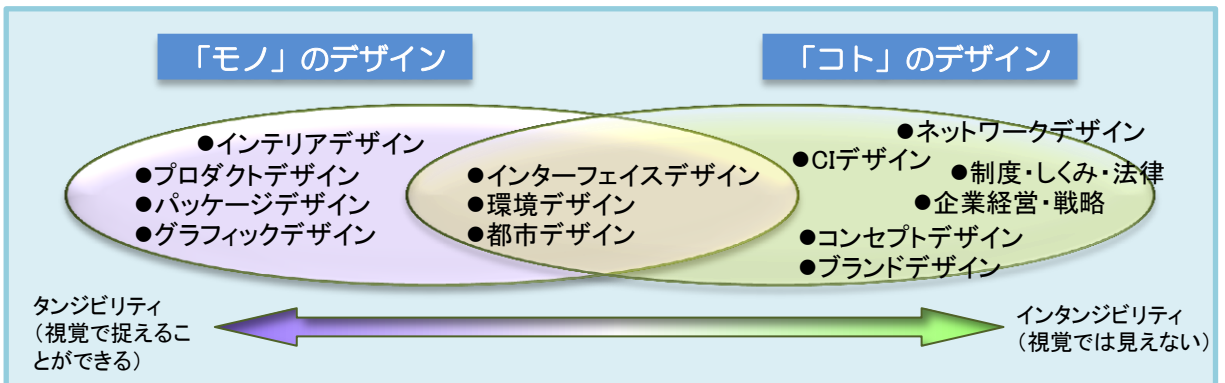 「モノ」のデザイン
「コト」のデザイン
●インテリアデザイン
●プロダクトデザイン
●パッケージデザイン
●グラフィックデザイン
●インターフェイスデザイン
●環境デザイン
●都市デザイン
●ネットワークデザイン
●CIデザイン
●制度・しくみ・法律
●企業経営・戦略
●コンセプトデザイン
●ブランドデザイン
タンジビリティ
（視覚で捉えるこ
とができる）
インタンジビリティ
（視覚では見えない）